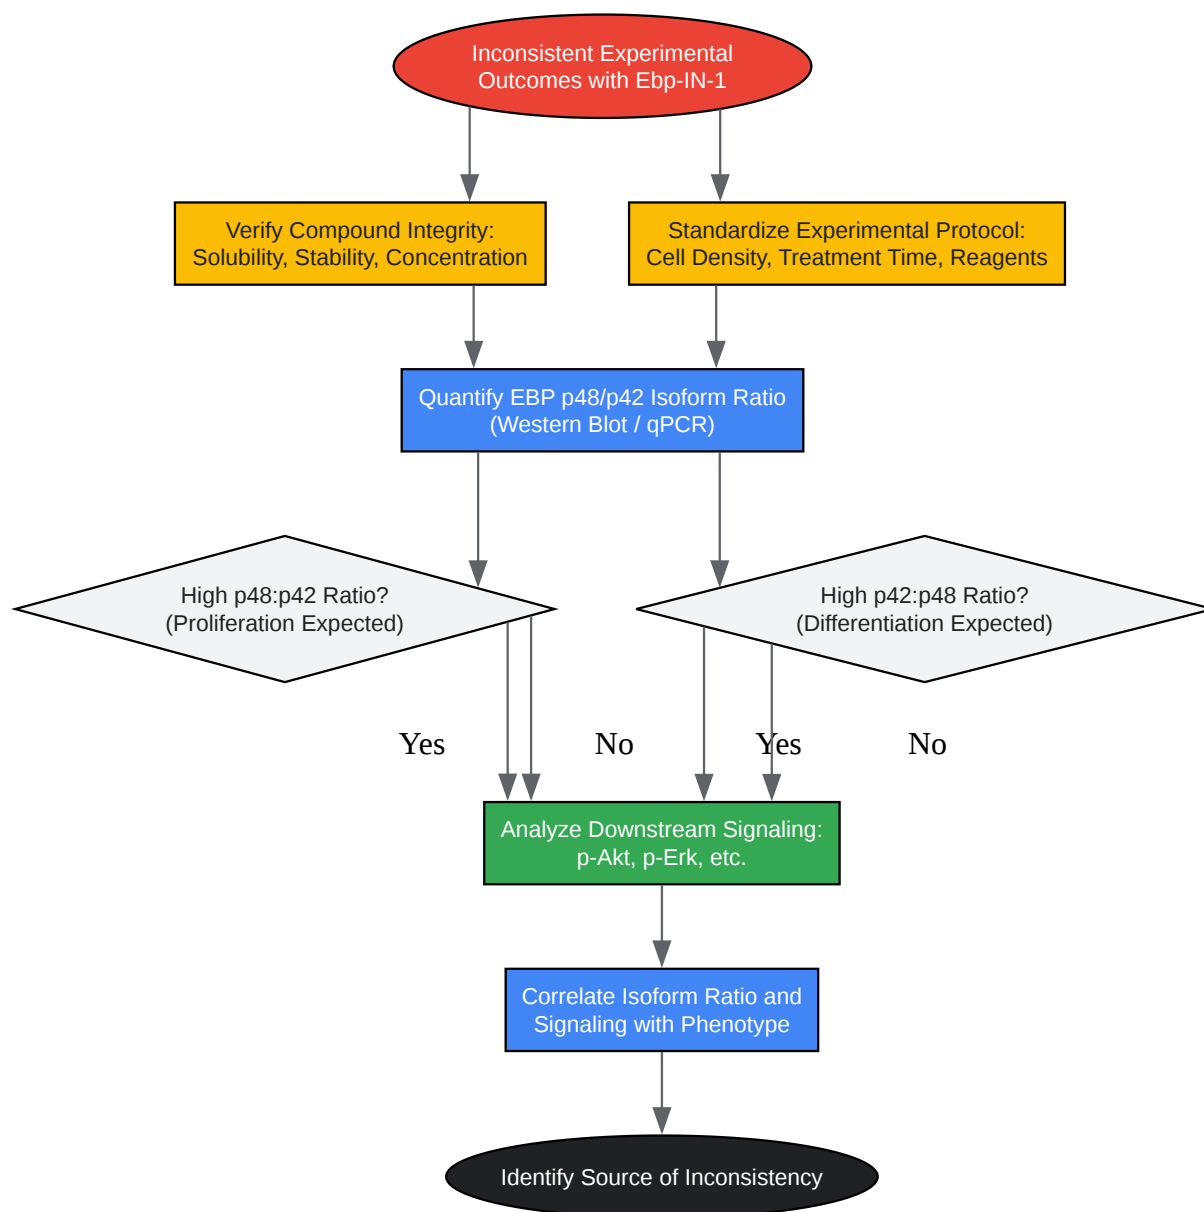 Inconsistent Experimental
Outcomes with Ebp-IN-1
Verify Compound Integrity:
Solubility, Stability, Concentration
Standardize Experimental Protocol:
Cell Density, Treatment Time, Reagents
Quantify EBP p48/p42 Isoform Ratio
(Western Blot / qPCR)
High p48:p42 Ratio?
(Proliferation Expected)
High p42:p48 Ratio?
(Differentiation Expected)
Yes
No
Yes
No
Analyze Downstream Signaling:
p-Akt, p-Erk, etc.
Correlate Isoform Ratio and
Signaling with Phenotype
Identify Source of Inconsistency